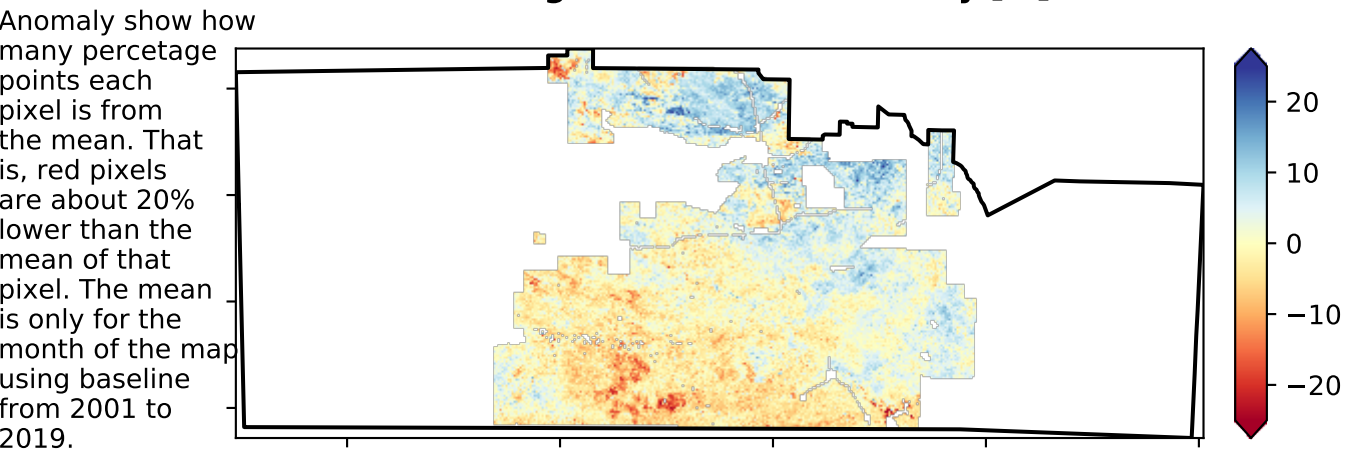 Anomaly show how
many percetage
points each
pixel is from
the mean. That
is, red pixels
are about 20%
lower than the
mean of that
pixel. The mean
is only for the
month of the map
using baseline
from 2001 to
2019.
20
10
0
−10
−20